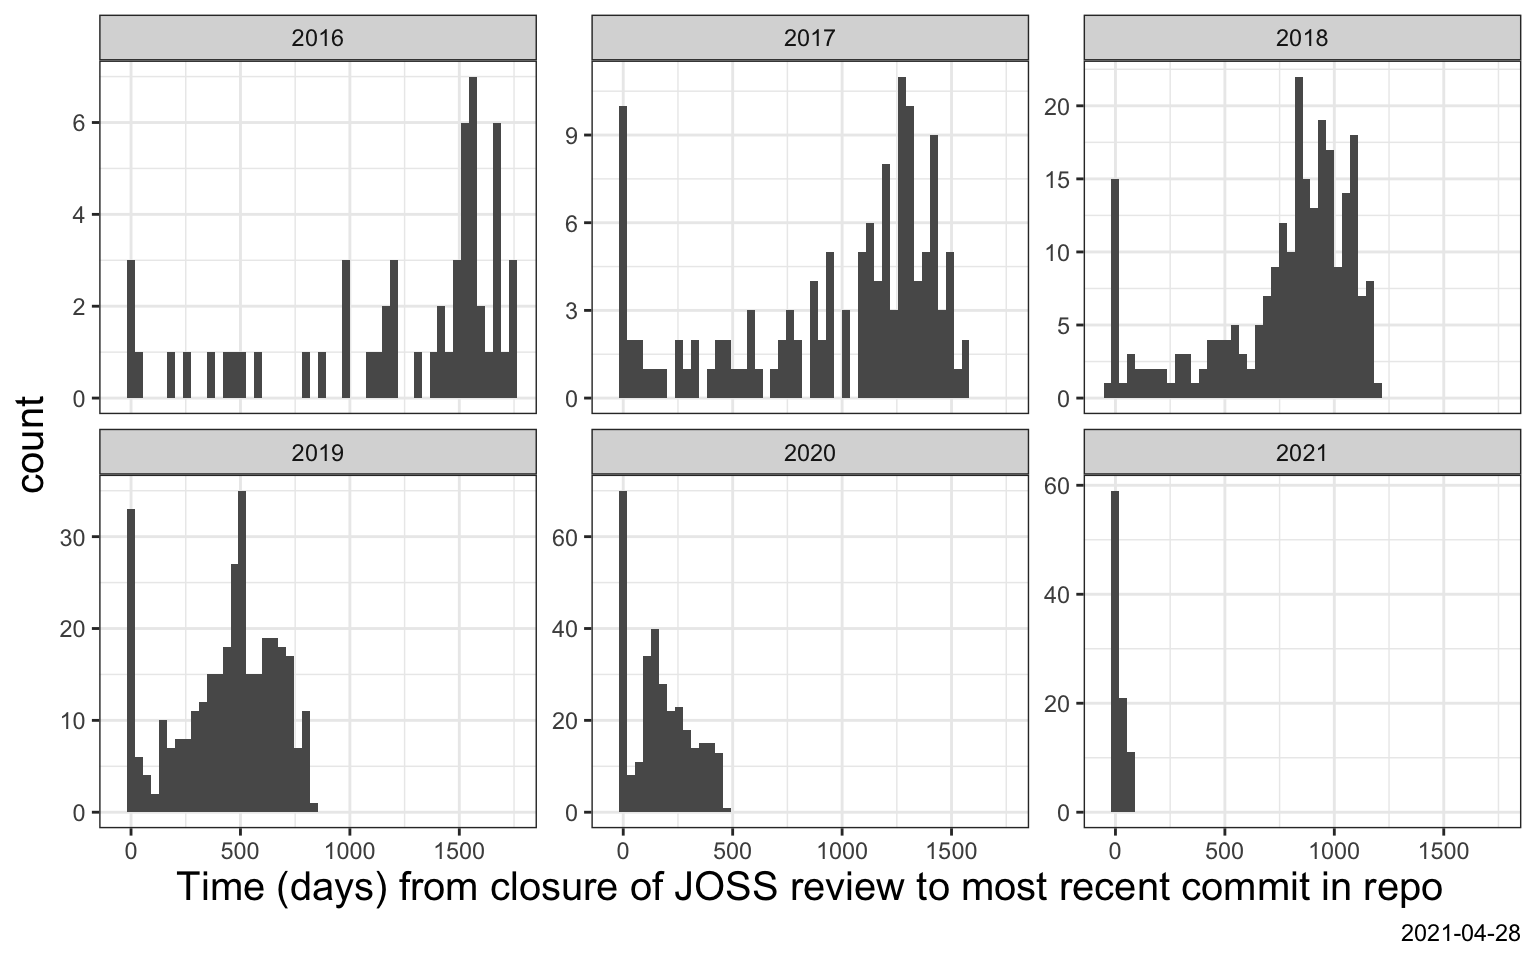 2016 2017 2018
6 9 20
4 6 15
2 3 10
0 0 5
0
count
2019 2020 2021
30 60 60
20 40 40
10 20 20
0 0 0
0 500 1000 1500 0 500 1000 1500 0 500 1000 1500
Time (days) from closure of JOSS review to most recent commit in repo
2021-04-28